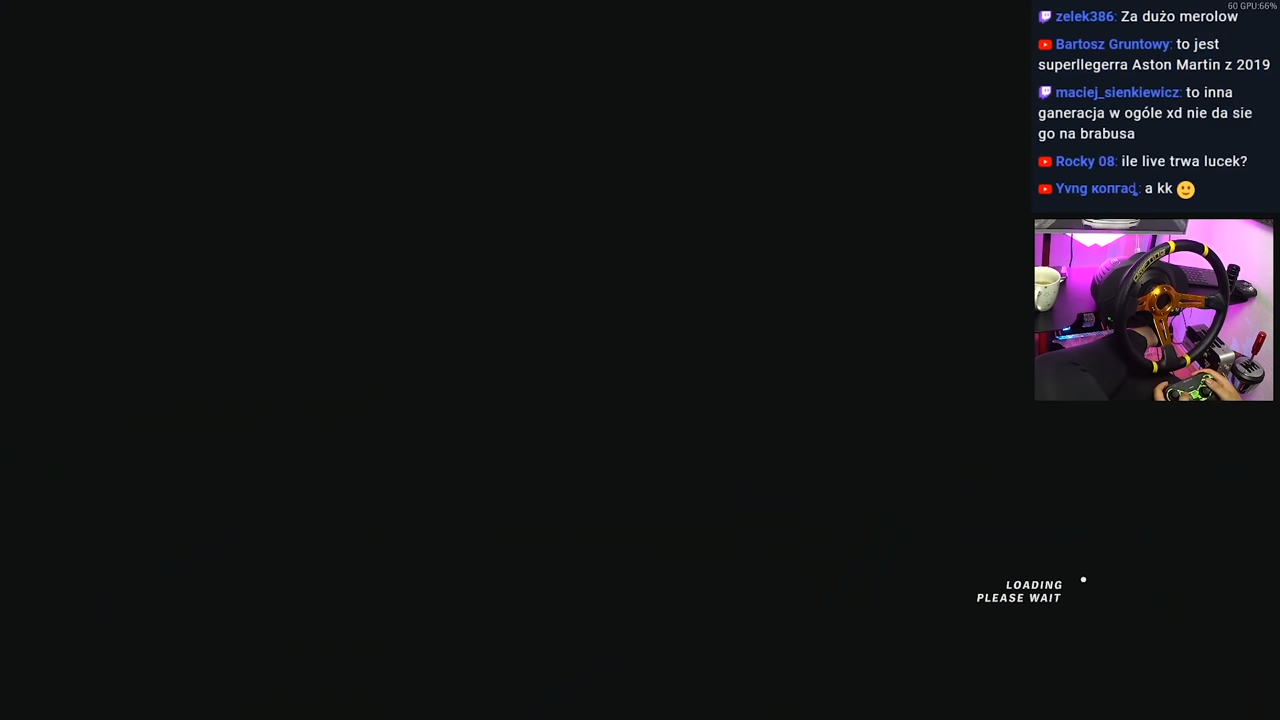 60 GPU:66%
zelek386: Za dużo merolow
Bartosz Gruntowy: to jest
superllegerra Aston Martin z 2019
maciej_sienkiewicz: to inna
ganeracja w ogóle xd nie da sie
go na brabusa
Rocky 08: ile live trwa lucek?
Yvng: a kk 🙂
LOADING
PLEASE WAIT